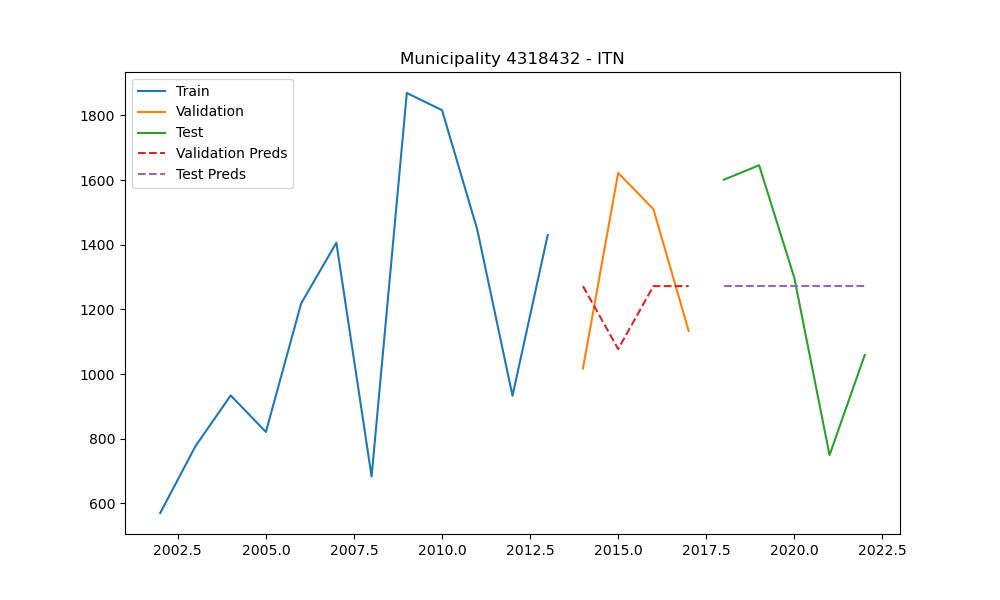 Municipality 4318432 - ITN
Train
Validation
Test
Validation Preds
Test Preds
1800
1600
1400
1200
1000
800
600
2002.5 2005.0 2007.5 2010.0 2012.5 2015.0 2017.5 2020.0 2022.5